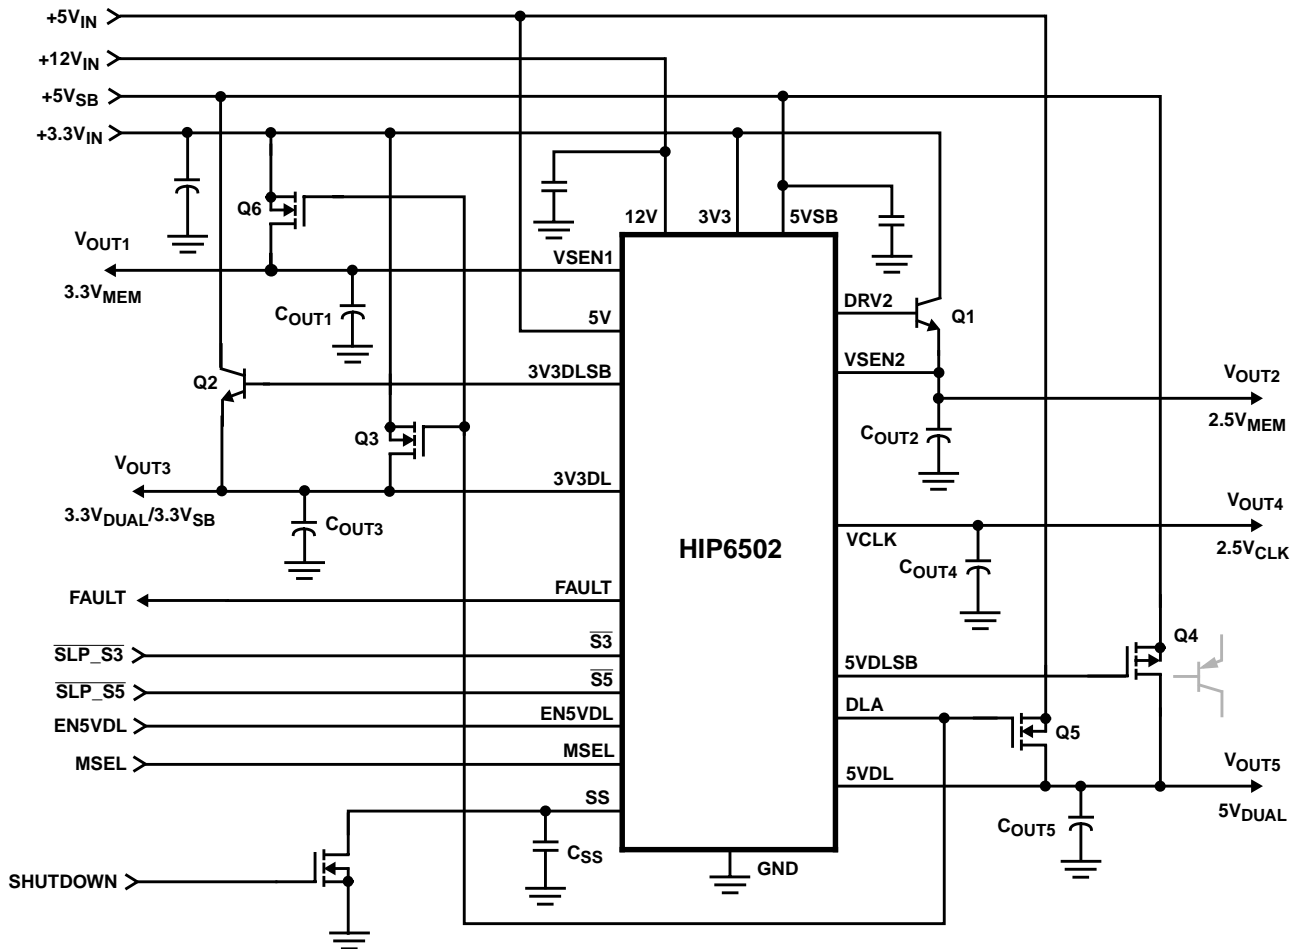 +5VIN
+12VIN
+5VSB
+3.3VIN
Q6
12V
3V3
5VSB
VOUT1
VSEN1
3.3VMEM
COUT1
5V
DRV2
Q1
Q2
3V3DLSB
VSEN2
VOUT2
2.5VMEM
Q3
COUT2
VOUT3
3V3DL
3.3VDUAL/3.3VSB
COUT3
HIP6502
VCLK
VOUT4
2.5VCLK
COUT4
FAULT
FAULT
SLP_S3
S3
Q4
5VDLSB
SLP_S5
S5
EN5VDL
EN5VDL
DLA
Q5
MSEL
MSEL
5VDL
VOUT5
5VDUAL
SS
COUT5
CSS
GND
SHUTDOWN